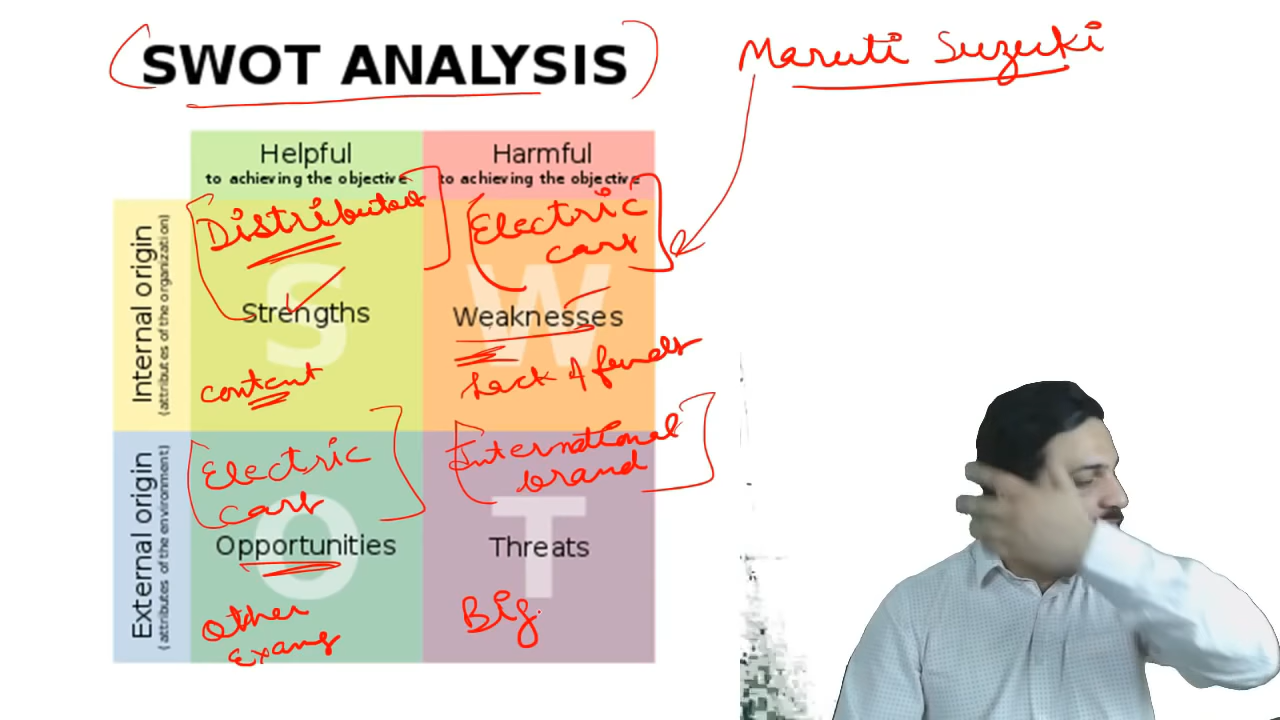 SWOT ANALYSIS
Maruti Suzuki
Helpful
to achieving the objective
Harmful
to achieving the objective
Internal origin
(attributes of the organization)
Distribution
Electric
cars
Strengths
Weaknesses
content
Lack of funds
External origin
(attributes of the environment)
Electric
cars
International
brand
Opportunities
Threats
Other
Exams
Big